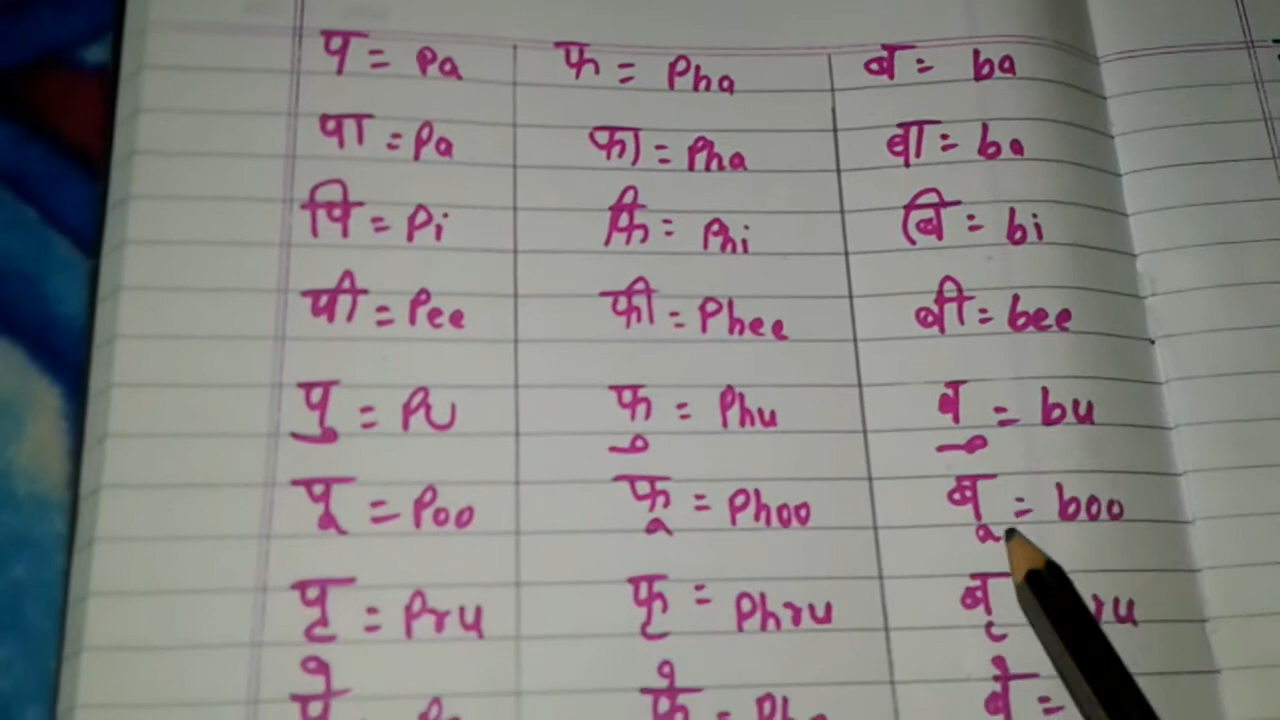 प = Pa फ = Pha ब = ba
पा = Pa फा = Pha बा = ba
पि = Pi फि = Phi बि = bi
पी = Pee फी = Phee बी = bee
पु = Pu फु = Phu बु = bu
पू = Poo फू = Phoo बू = boo
पृ = Pru फृ = Phru बृ ru
पे फे = बे =